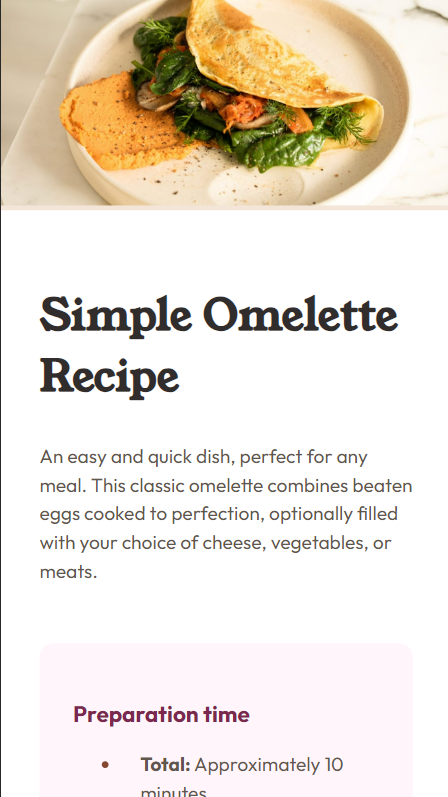 Simple Omelette
Recipe
An easy and quick dish, perfect for any
meal. This classic omelette combines beaten
eggs cooked to perfection, optionally filled
with your choice of cheese, vegetables, or
meats.
Preparation time
• Total: Approximately 10
minutes